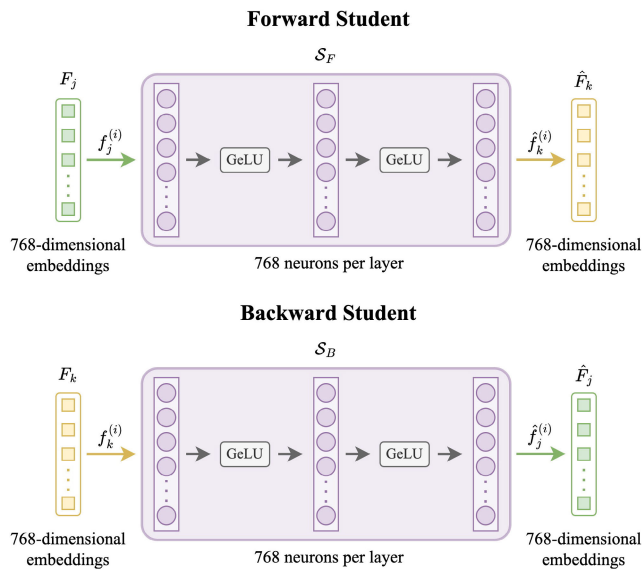 Forward Student
𝒮_F
F_j
F̂_k
f_j^{(i)}
GeLU
GeLU
f̂_k^{(i)}
768-dimensional
embeddings
768 neurons per layer
768-dimensional
embeddings
Backward Student
𝒮_B
F_k
F̂_j
f_k^{(i)}
GeLU
GeLU
f̂_j^{(i)}
768-dimensional
embeddings
768 neurons per layer
768-dimensional
embeddings